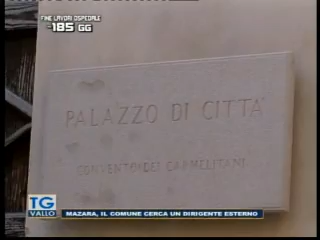 FINE LAVORI OSPEDALE
-185 GG
PALAZZO DI CITTÀ
CONVENTO DEI CARMELITANI
TG
VALLO
MAZARA, IL COMUNE CERCA UN DIRIGENTE ESTERNO